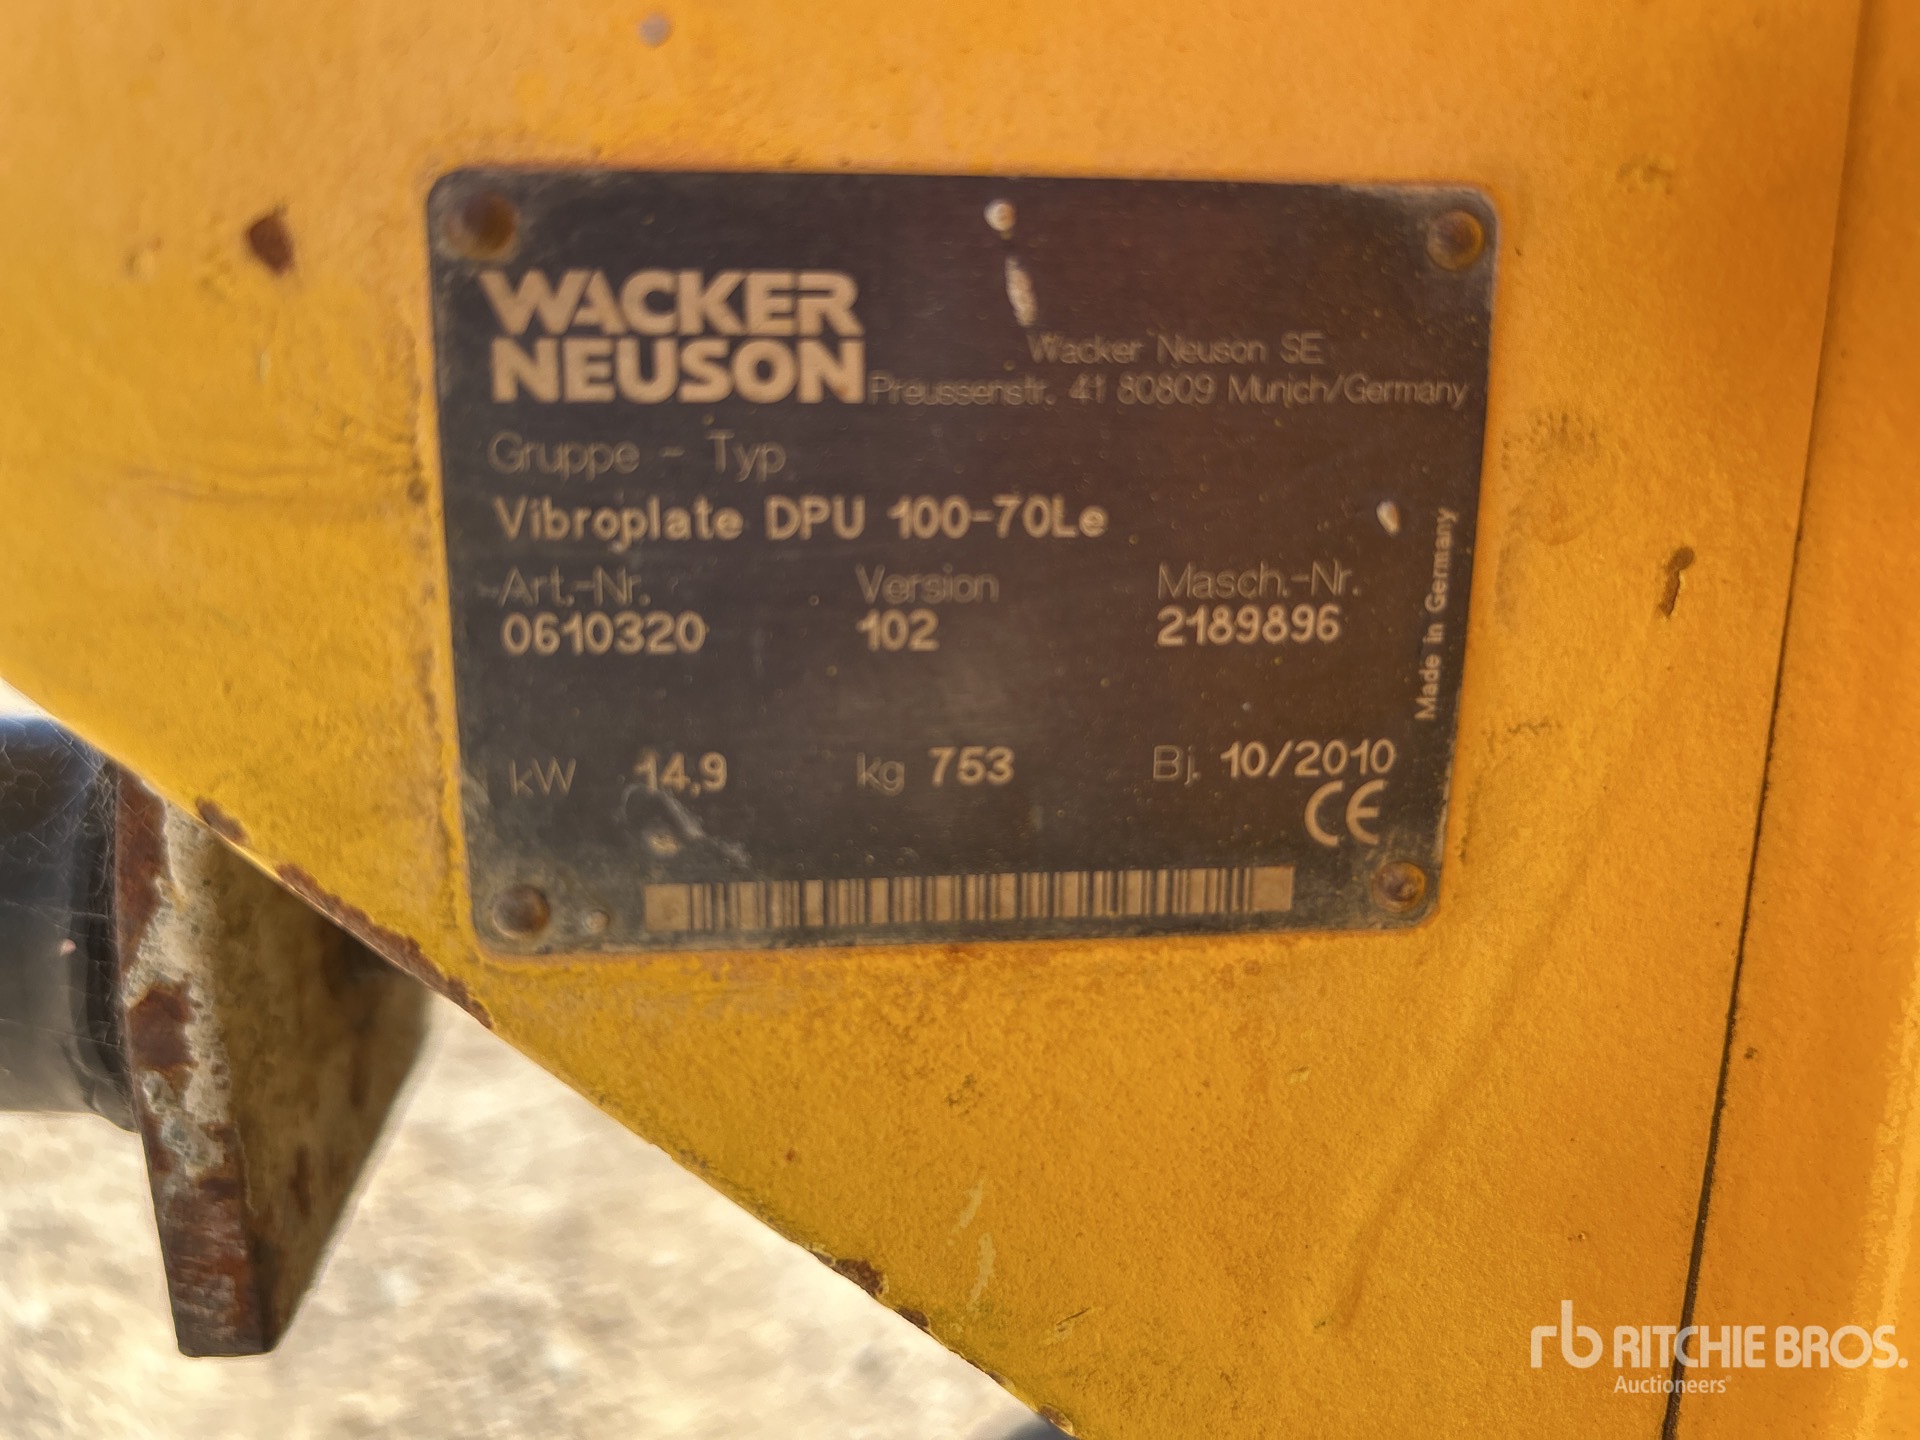 WACKER
NEUSON
Wacker Neuson SE
Preussenstr. 41 80809 Munich/Germany
Gruppe - Typ
Vibroplate DPU 100-70Le
Art.-Nr. Version Masch.-Nr.
0610320 102 2189896
Made in Germany
kW 14,9 kg 753 Bj. 10/2010
CE
rb RITCHIE BROS.
Auctioneers